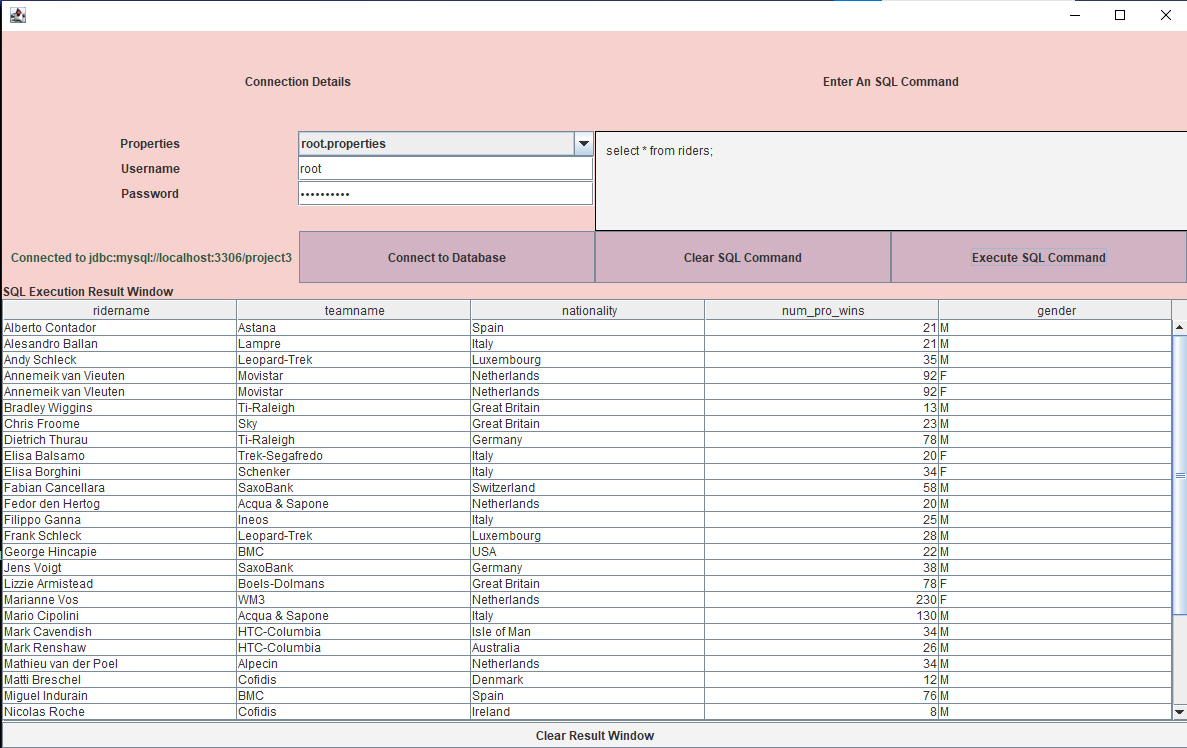 Connection Details Enter An SQL Command
Properties root.properties select * from riders;
Username root
Password ••••••••••
Connected to jdbc:mysql://localhost:3306/project3 Connect to Database Clear SQL Command Execute SQL Command
SQL Execution Result Window
ridername teamname nationality num_pro_wins gender
Alberto Contador Astana Spain 21 M
Alesandro Ballan Lampre Italy 21 M
Andy Schleck Leopard-Trek Luxembourg 35 M
Annemeik van Vieuten Movistar Netherlands 92 F
Annemeik van Vleuten Movistar Netherlands 92 F
Bradley Wiggins Ti-Raleigh Great Britain 13 M
Chris Froome Sky Great Britain 23 M
Dietrich Thurau Ti-Raleigh Germany 78 M
Elisa Balsamo Trek-Segafredo Italy 20 F
Elisa Borghini Schenker Italy 34 F
Fabian Cancellara SaxoBank Switzerland 58 M
Fedor den Hertog Acqua & Sapone Netherlands 20 M
Filippo Ganna Ineos Italy 25 M
Frank Schleck Leopard-Trek Luxembourg 28 M
George Hincapie BMC USA 22 M
Jens Voigt SaxoBank Germany 38 M
Lizzie Armistead Boels-Dolmans Great Britain 78 F
Marianne Vos WM3 Netherlands 230 F
Mario Cipolini Acqua & Sapone Italy 130 M
Mark Cavendish HTC-Columbia Isle of Man 34 M
Mark Renshaw HTC-Columbia Australia 26 M
Mathieu van der Poel Alpecin Netherlands 34 M
Matti Breschel Cofidis Denmark 12 M
Miguel Indurain BMC Spain 76 M
Nicolas Roche Cofidis Ireland 8 M
Clear Result Window